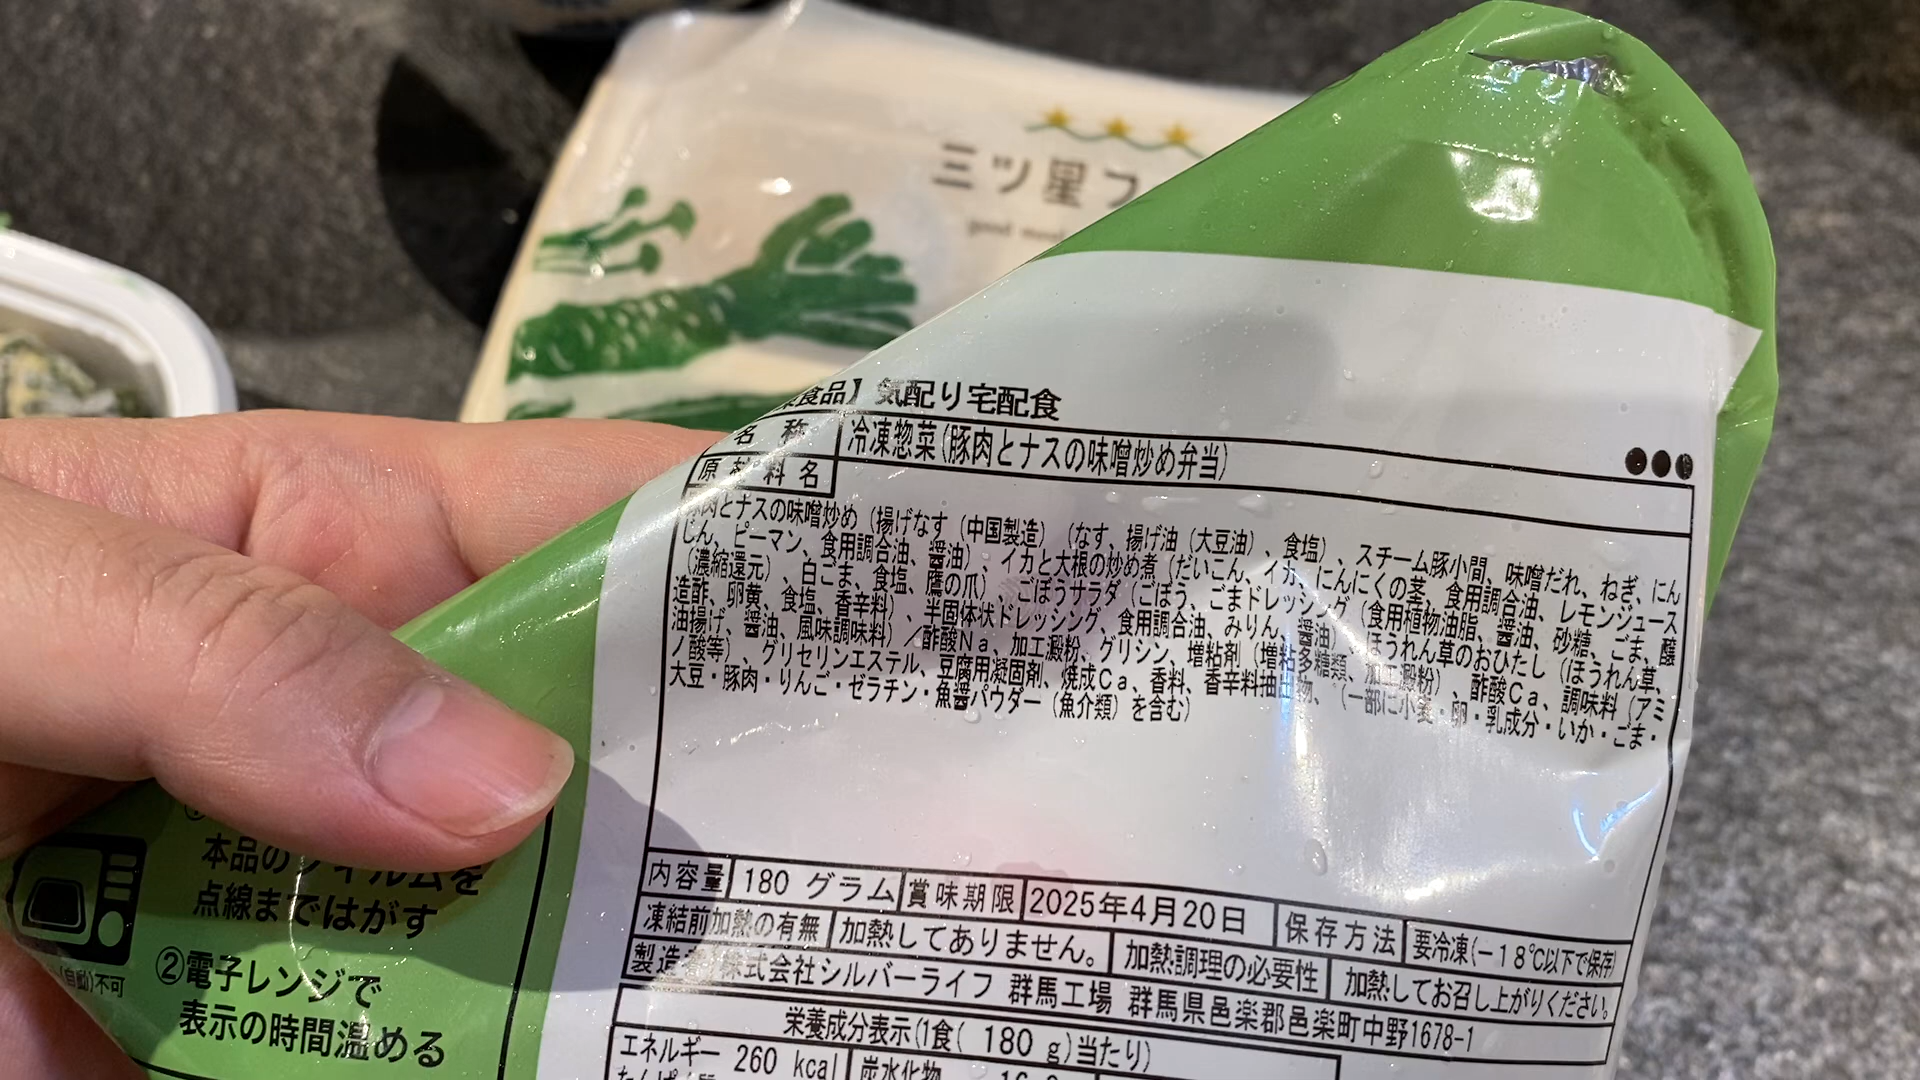 三ツ星フ
good meal
食品】気配り宅配食
名 称 冷凍惣菜(豚肉とナスの味噌炒め弁当)
●●●
原材料名
豚肉とナスの味噌炒め（揚げなす（中国製造）（なす、揚げ油（大豆油）、食塩）、スチーム豚小間、味噌だれ、ねぎ、にん
じん、ピーマン、食用調合油、醤油）、イカと大根の炒め煮（だいこん、イカ、にんにくの茎、食用調合油、レモンジュース
（濃縮還元）、白ごま、食塩、鷹の爪）、ごぼうサラダ（ごぼう、ごまドレッシング（食用植物油脂、醤油、砂糖、ごま、醸
造酢、卵黄、食塩、香辛料）、半固体状ドレッシング、食用調合油、みりん、醤油）、ほうれん草のおひたし（ほうれん草、
油揚げ、醤油、風味調味料）／酢酸Ｎａ、加工澱粉、グリシン、増粘剤（増粘多糖類、加工澱粉）、酢酸Ｃａ、調味料（アミ
ノ酸等）、グリセリンエステル、豆腐用凝固剤、焼成Ｃａ、香料、香辛料抽出物、（一部に小麦・卵・乳成分・いか・ごま・
大豆・豚肉・りんご・ゼラチン・魚醤パウダー（魚介類）を含む）
内容量 180 グラム 賞味期限 2025年4月20日 保存方法 要冷凍(－18℃以下で保存)
凍結前加熱の有無 加熱してありません。 加熱調理の必要性 加熱してお召し上がりください。
製造者 株式会社シルバーライフ 群馬工場 群馬県邑楽郡邑楽町中野1678-1
栄養成分表示(1食( 180 g)当たり)
エネルギー 260 kcal 炭水化物
本品のフィルムを
点線まではがす
(自動)不可
②電子レンジで
表示の時間温める